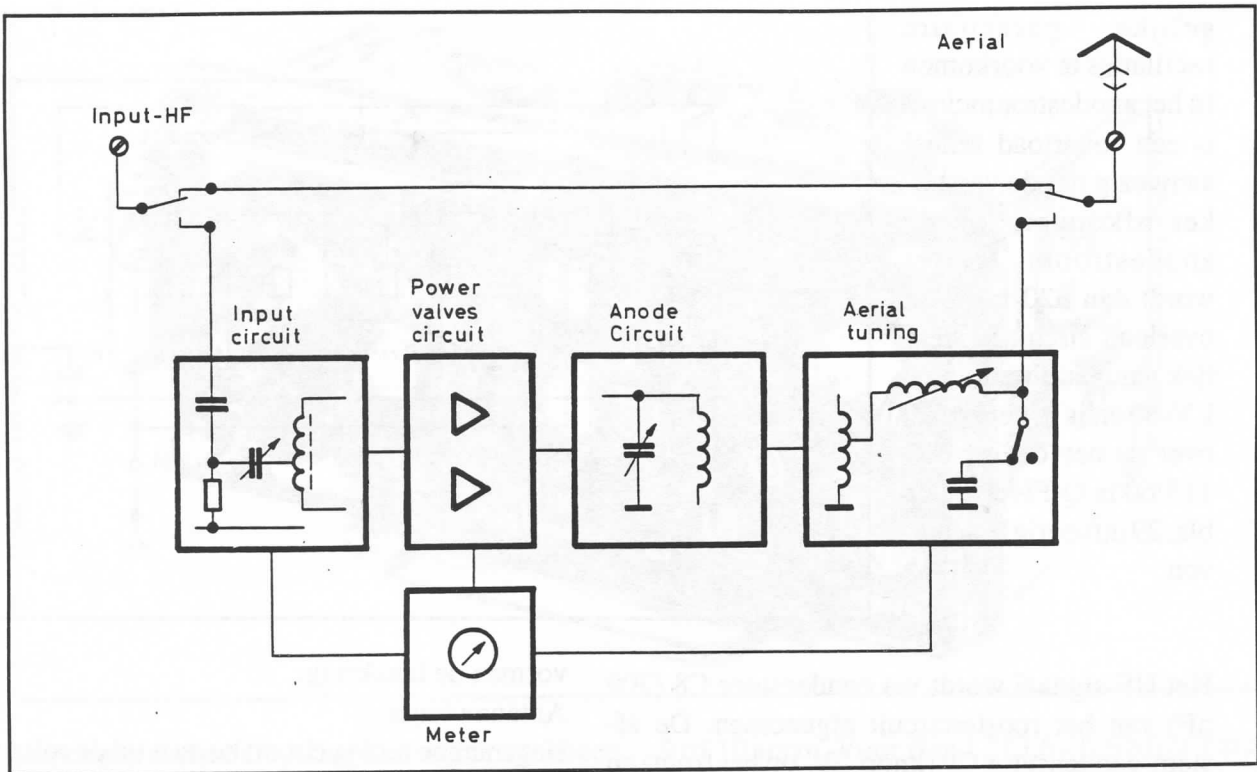 Aerial
Input-HF
Input
circuit
Power
valves
circuit
Anode
Circuit
Aerial
tuning
Meter